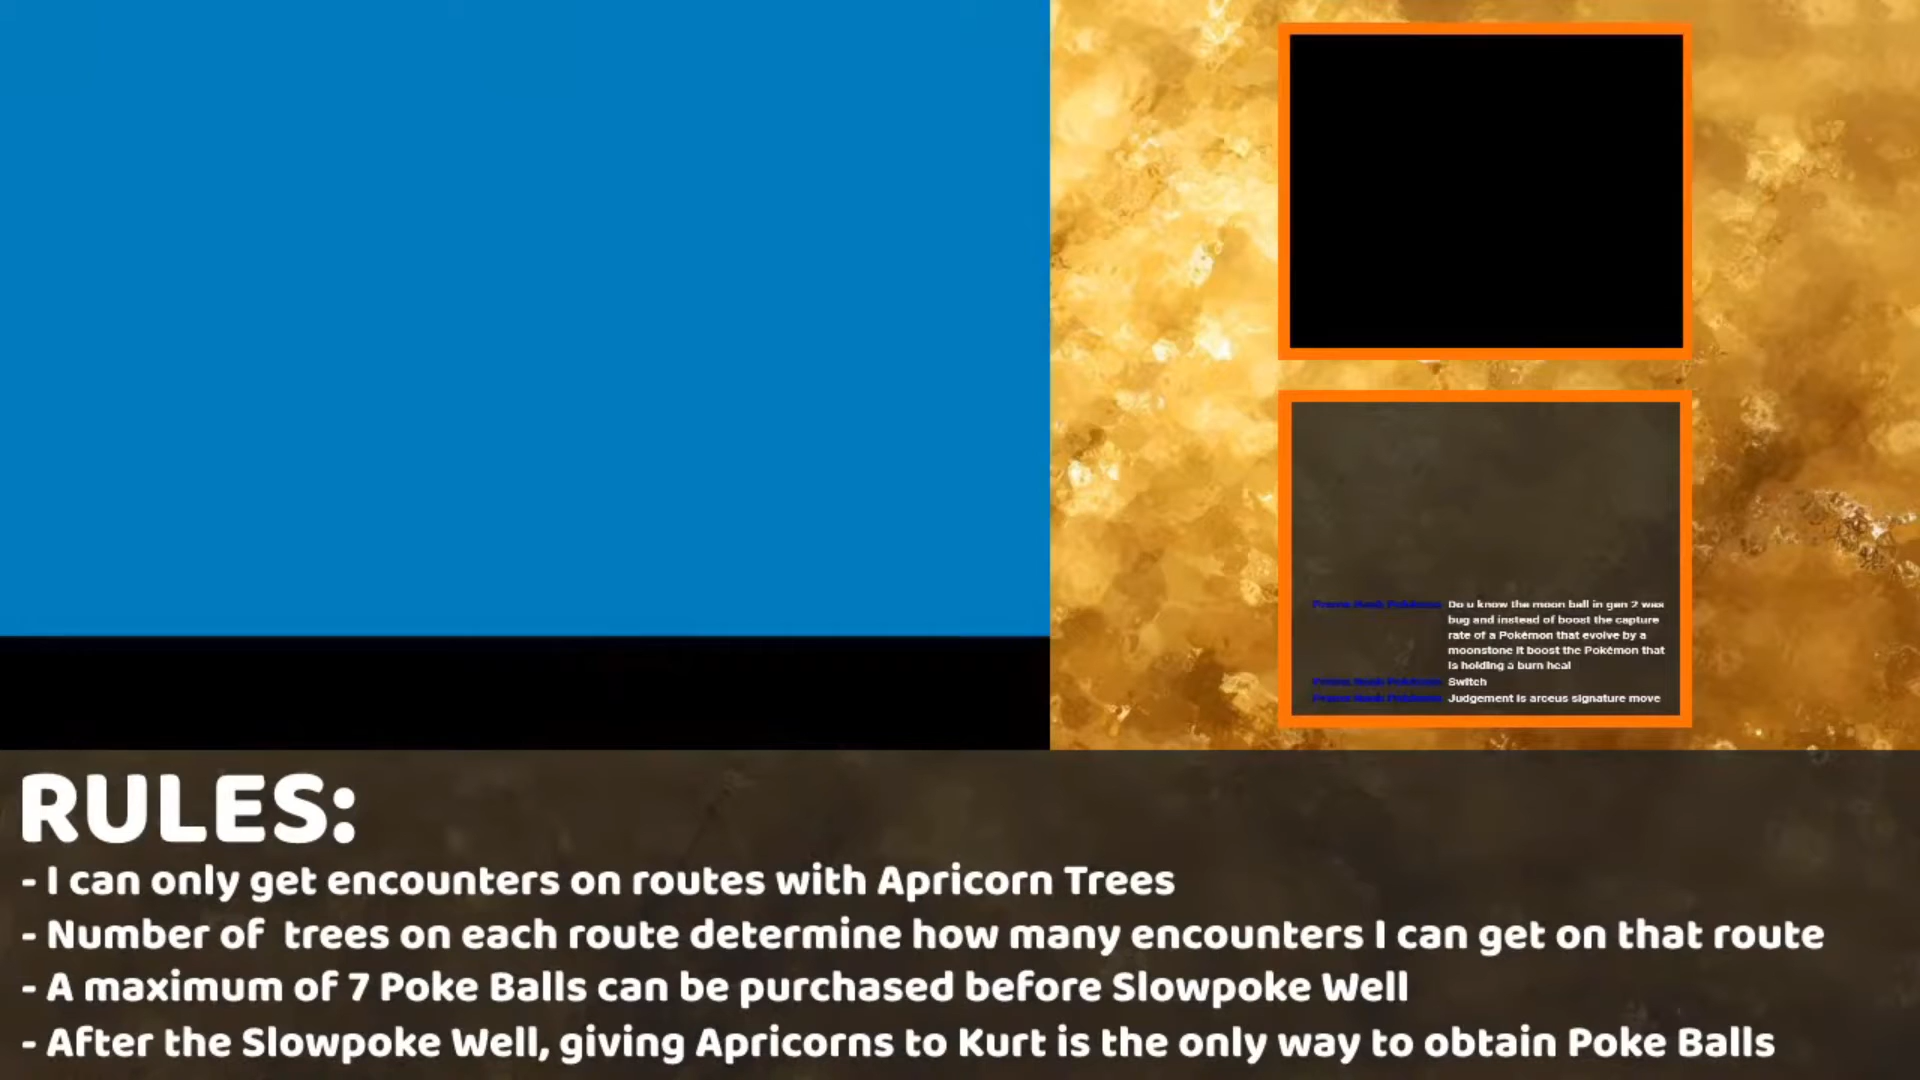 Do u know the moon ball in gen 2 was
bug and instead of boost the capture
rate of a Pokémon that evolve by a
moonstone it boost the Pokémon that
is holding a burn heal
Switch
Judgement is arceus signature move
RULES:
- I can only get encounters on routes with Apricorn Trees
- Number of trees on each route determine how many encounters I can get on that route
- A maximum of 7 Poke Balls can be purchased before Slowpoke Well
- After the Slowpoke Well, giving Apricorns to Kurt is the only way to obtain Poke Balls